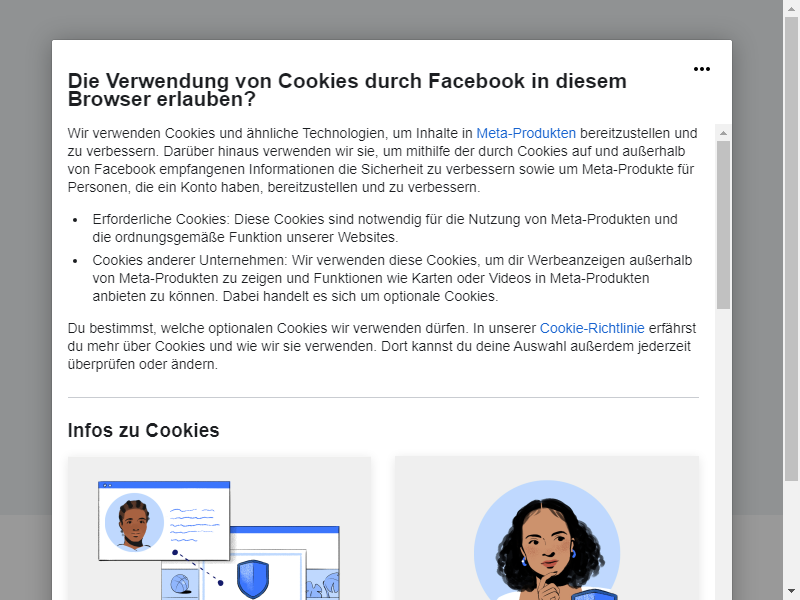 Die Verwendung von Cookies durch Facebook in diesem
Browser erlauben?
Wir verwenden Cookies und ähnliche Technologien, um Inhalte in Meta-Produkten bereitzustellen und
zu verbessern. Darüber hinaus verwenden wir sie, um mithilfe der durch Cookies auf und außerhalb
von Facebook empfangenen Informationen die Sicherheit zu verbessern sowie um Meta-Produkte für
Personen, die ein Konto haben, bereitzustellen und zu verbessern.
• Erforderliche Cookies: Diese Cookies sind notwendig für die Nutzung von Meta-Produkten und
die ordnungsgemäße Funktion unserer Websites.
• Cookies anderer Unternehmen: Wir verwenden diese Cookies, um dir Werbeanzeigen außerhalb
von Meta-Produkten zu zeigen und Funktionen wie Karten oder Videos in Meta-Produkten
anbieten zu können. Dabei handelt es sich um optionale Cookies.
Du bestimmst, welche optionalen Cookies wir verwenden dürfen. In unserer Cookie-Richtlinie erfährst
du mehr über Cookies und wie wir sie verwenden. Dort kannst du deine Auswahl außerdem jederzeit
überprüfen oder ändern.
Infos zu Cookies